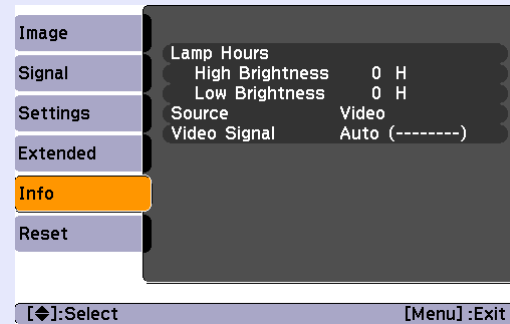 Image
Signal
Settings
Extended
Info
Reset
Lamp Hours
High Brightness 0 H
Low Brightness 0 H
Source Video
Video Signal Auto (--------)
[◆]:Select [Menu] :Exit